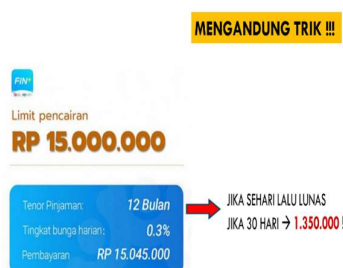 MENGANDUNG TRIK !!!
FIN+
Limit pencairan
RP 15.000.000
Tenor Pinjaman: 12 Bulan
Tingkat bunga harian: 0.3%
Pembayaran RP 15.045.000
JIKA SEHARI LALU LUNAS
JIKA 30 HARI → 1.350.000 !